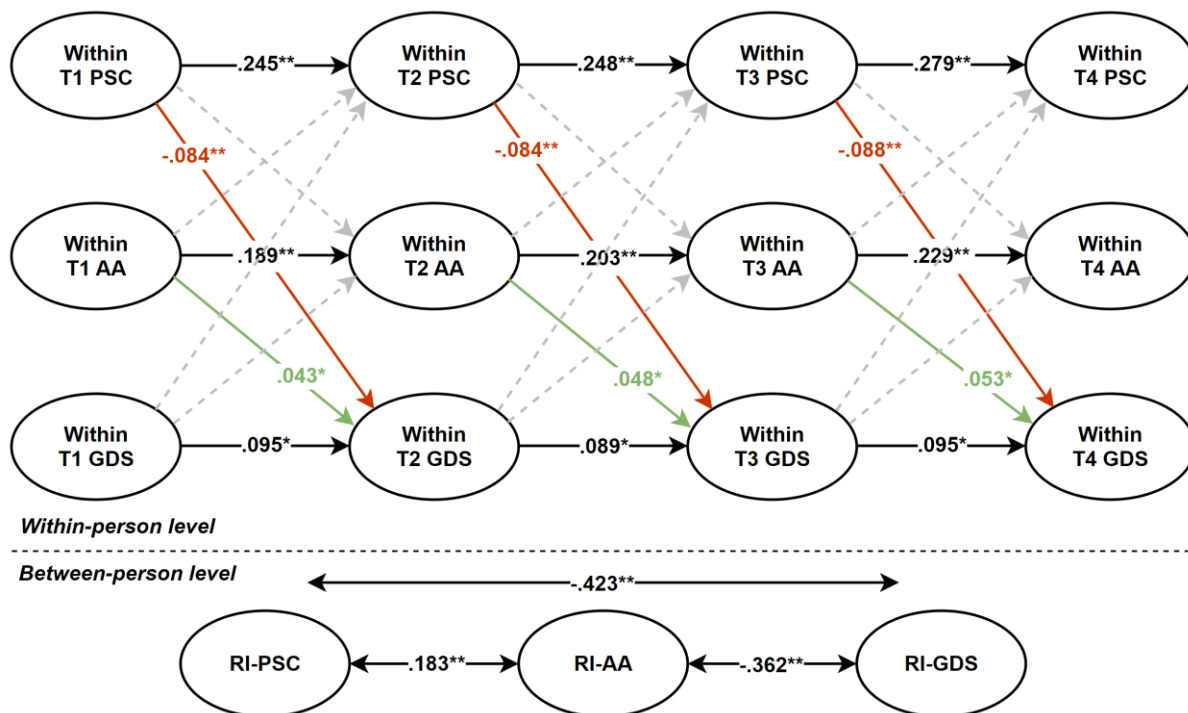 Within
T1 PSC
.245**
Within
T2 PSC
.248**
Within
T3 PSC
.279**
Within
T4 PSC
-.084**
-.084**
-.088**
Within
T1 AA
.189**
Within
T2 AA
.203**
Within
T3 AA
.229**
Within
T4 AA
.043*
.048*
.053*
Within
T1 GDS
.095*
Within
T2 GDS
.089*
Within
T3 GDS
.095*
Within
T4 GDS
Within-person level
Between-person level
-.423**
RI-PSC
.183**
RI-AA
-.362**
RI-GDS